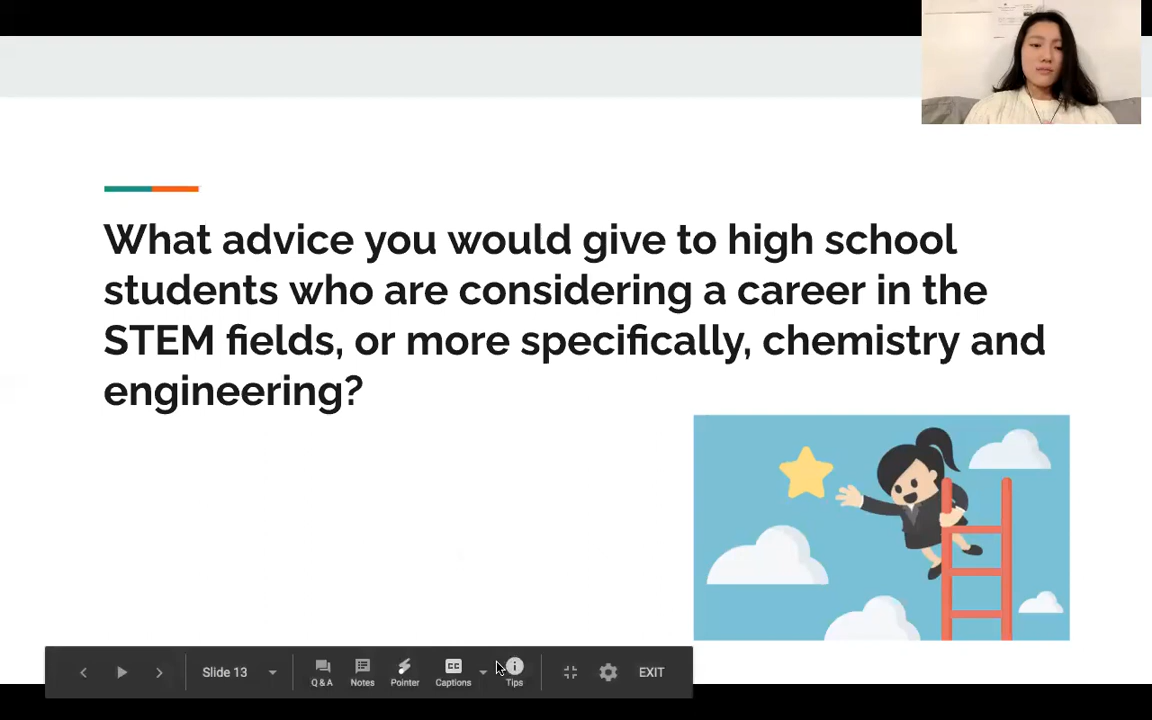 What advice you would give to high school
students who are considering a career in the
STEM fields, or more specifically, chemistry and
engineering?
Slide 13
Q & A
Notes
Pointer
CC
Captions
Tips
EXIT